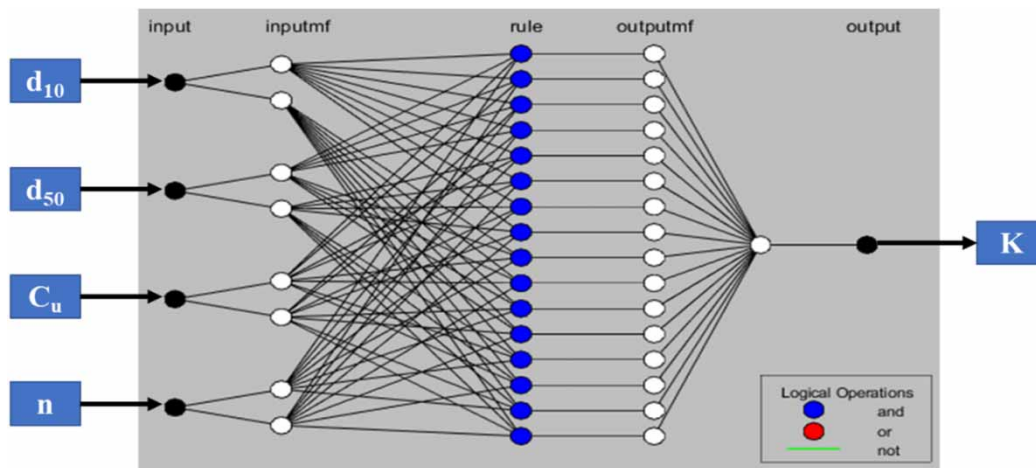 input inputmf rule outputmf output
d₁₀
d₅₀
Cᵤ
n
K
Logical Operations
and
or
not